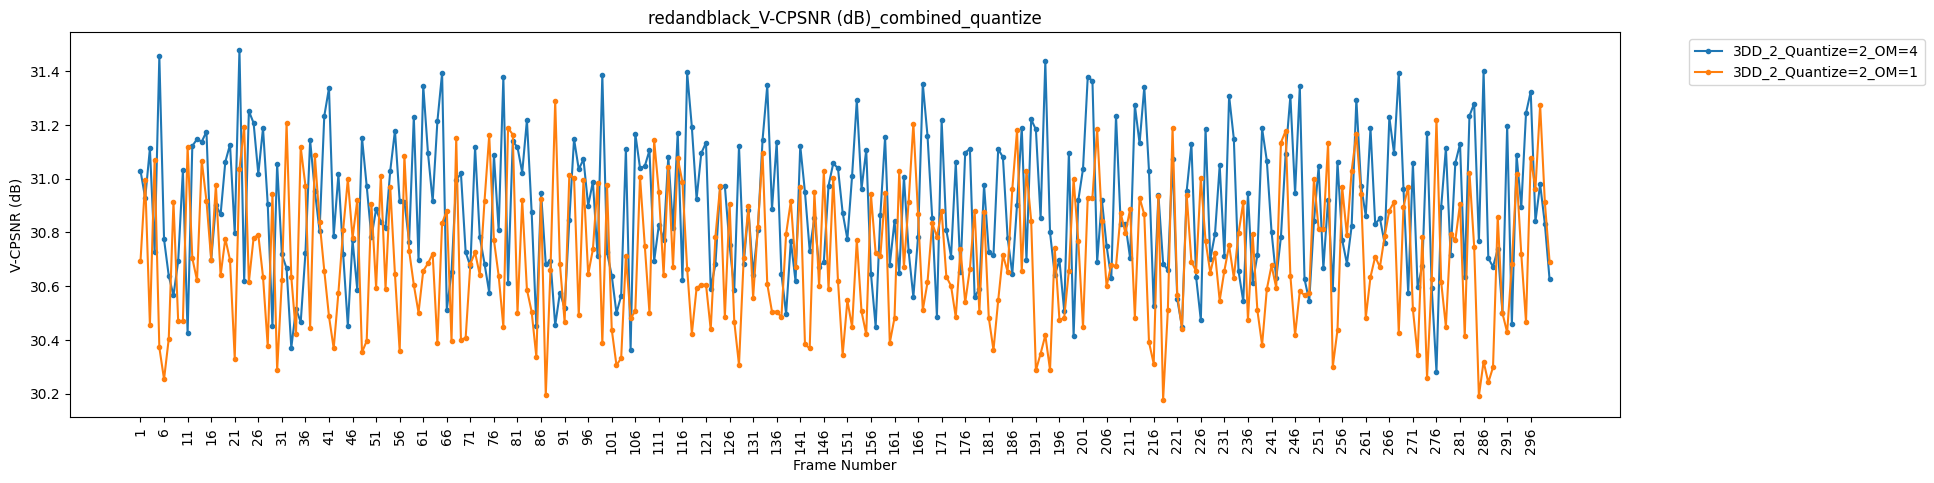 redandblack_V-CPSNR (dB)_combined_quantize
3DD_2_Quantize=2_OM=4
3DD_2_Quantize=2_OM=1
V-CPSNR (dB)
31.4
31.2
31.0
30.8
30.6
30.4
30.2
1 6 11 16 21 26 31 36 41 46 51 56 61 66 71 76 81 86 91 96 101 106 111 116 121 126 131 136 141 146 151 156 161 166 171 176 181 186 191 196 201 206 211 216 221 226 231 236 241 246 251 256 261 266 271 276 281 286 291 296
Frame Number